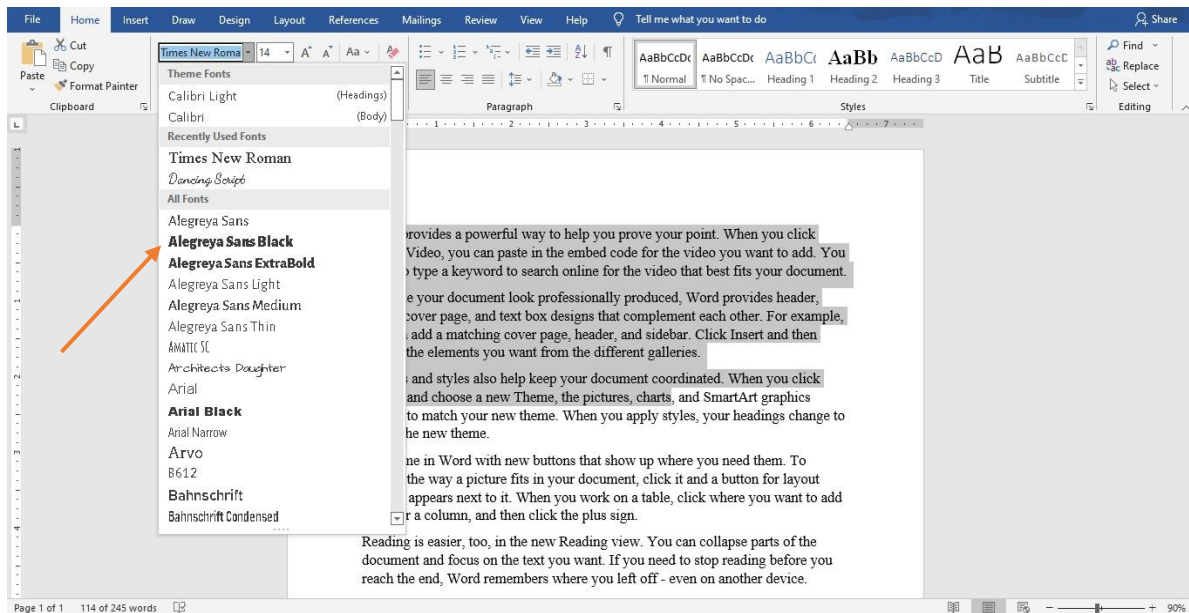 File Home Insert Draw Design Layout References Mailings Review View Help Tell me what you want to do Share
Cut
Copy
Format Painter
Paste
Clipboard
Times New Roma 14 A A Aa
Paragraph
AaBbCcDc AaBbCcDc AaBbC AaBb AaBbCcD AaB AaBbCcD
¶ Normal ¶ No Spac... Heading 1 Heading 2 Heading 3 Title Subtitle
Styles
Find
Replace
Select
Editing
Theme Fonts
Calibri Light (Headings)
Calibri (Body)
Recently Used Fonts
Times New Roman
Dancing Script
All Fonts
Alegreya Sans
Alegreya Sans Black
Alegreya Sans ExtraBold
Alegreya Sans Light
Alegreya Sans Medium
Alegreya Sans Thin
AMATIC SC
Architects Daughter
Arial
Arial Black
Arial Narrow
Arvo
B612
Bahnschrift
Bahnschrift Condensed
1 2 3 4 5 6 7
provides a powerful way to help you prove your point. When you click
Video, you can paste in the embed code for the video you want to add. You
type a keyword to search online for the video that best fits your document.
your document look professionally produced, Word provides header,
cover page, and text box designs that complement each other. For example,
add a matching cover page, header, and sidebar. Click Insert and then
the elements you want from the different galleries.
and styles also help keep your document coordinated. When you click
and choose a new Theme, the pictures, charts, and SmartArt graphics
to match your new theme. When you apply styles, your headings change to
he new theme.
me in Word with new buttons that show up where you need them. To
the way a picture fits in your document, click it and a button for layout
appears next to it. When you work on a table, click where you want to add
r a column, and then click the plus sign.
Reading is easier, too, in the new Reading view. You can collapse parts of the
document and focus on the text you want. If you need to stop reading before you
reach the end, Word remembers where you left off - even on another device.
Page 1 of 1 114 of 245 words 90%